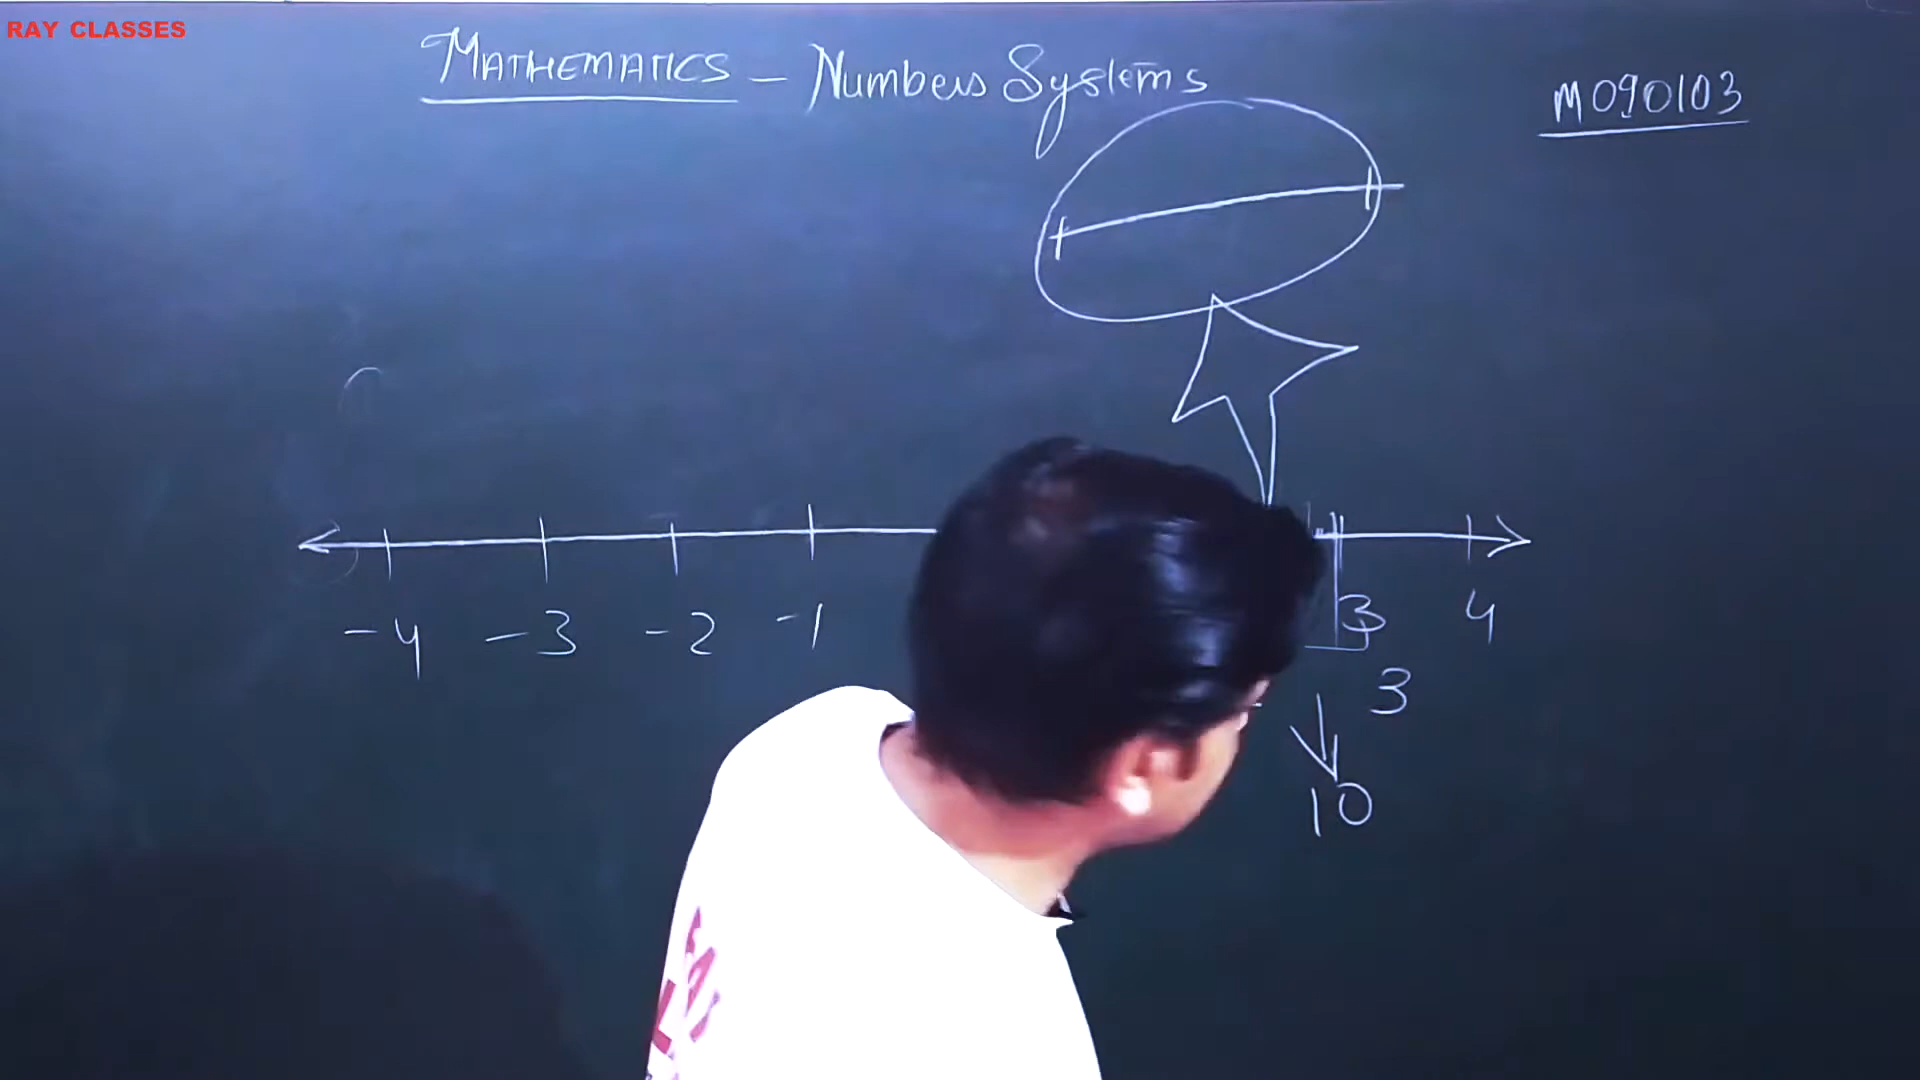 RAY CLASSES
MATHEMATICS - Numbers Systems
M090103
-4 -3 -2 -1 3 4
3
10